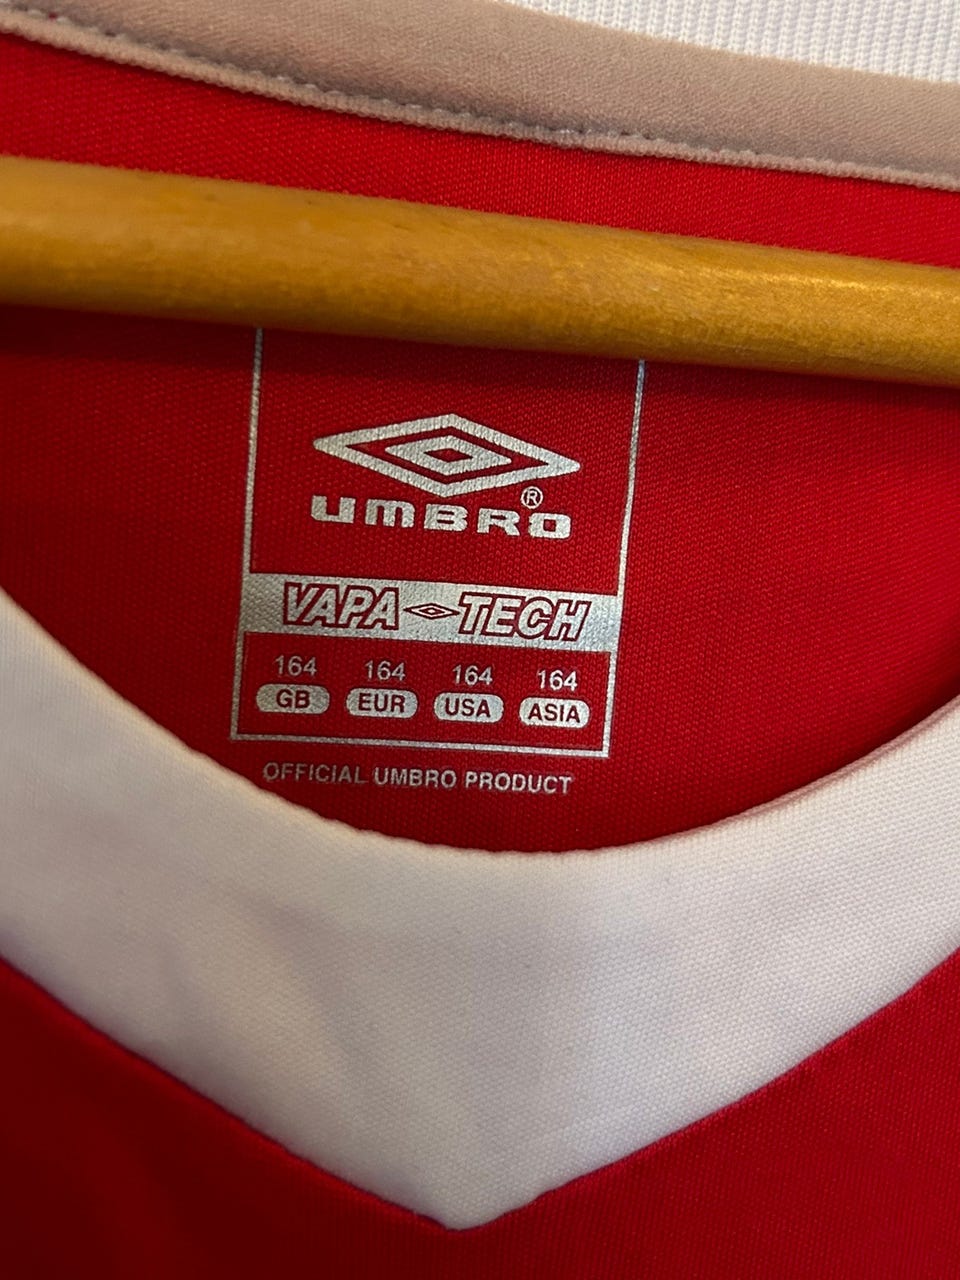 UMBRO®
VAPA TECH
164 164 164 164
GB EUR USA ASIA
OFFICIAL UMBRO PRODUCT